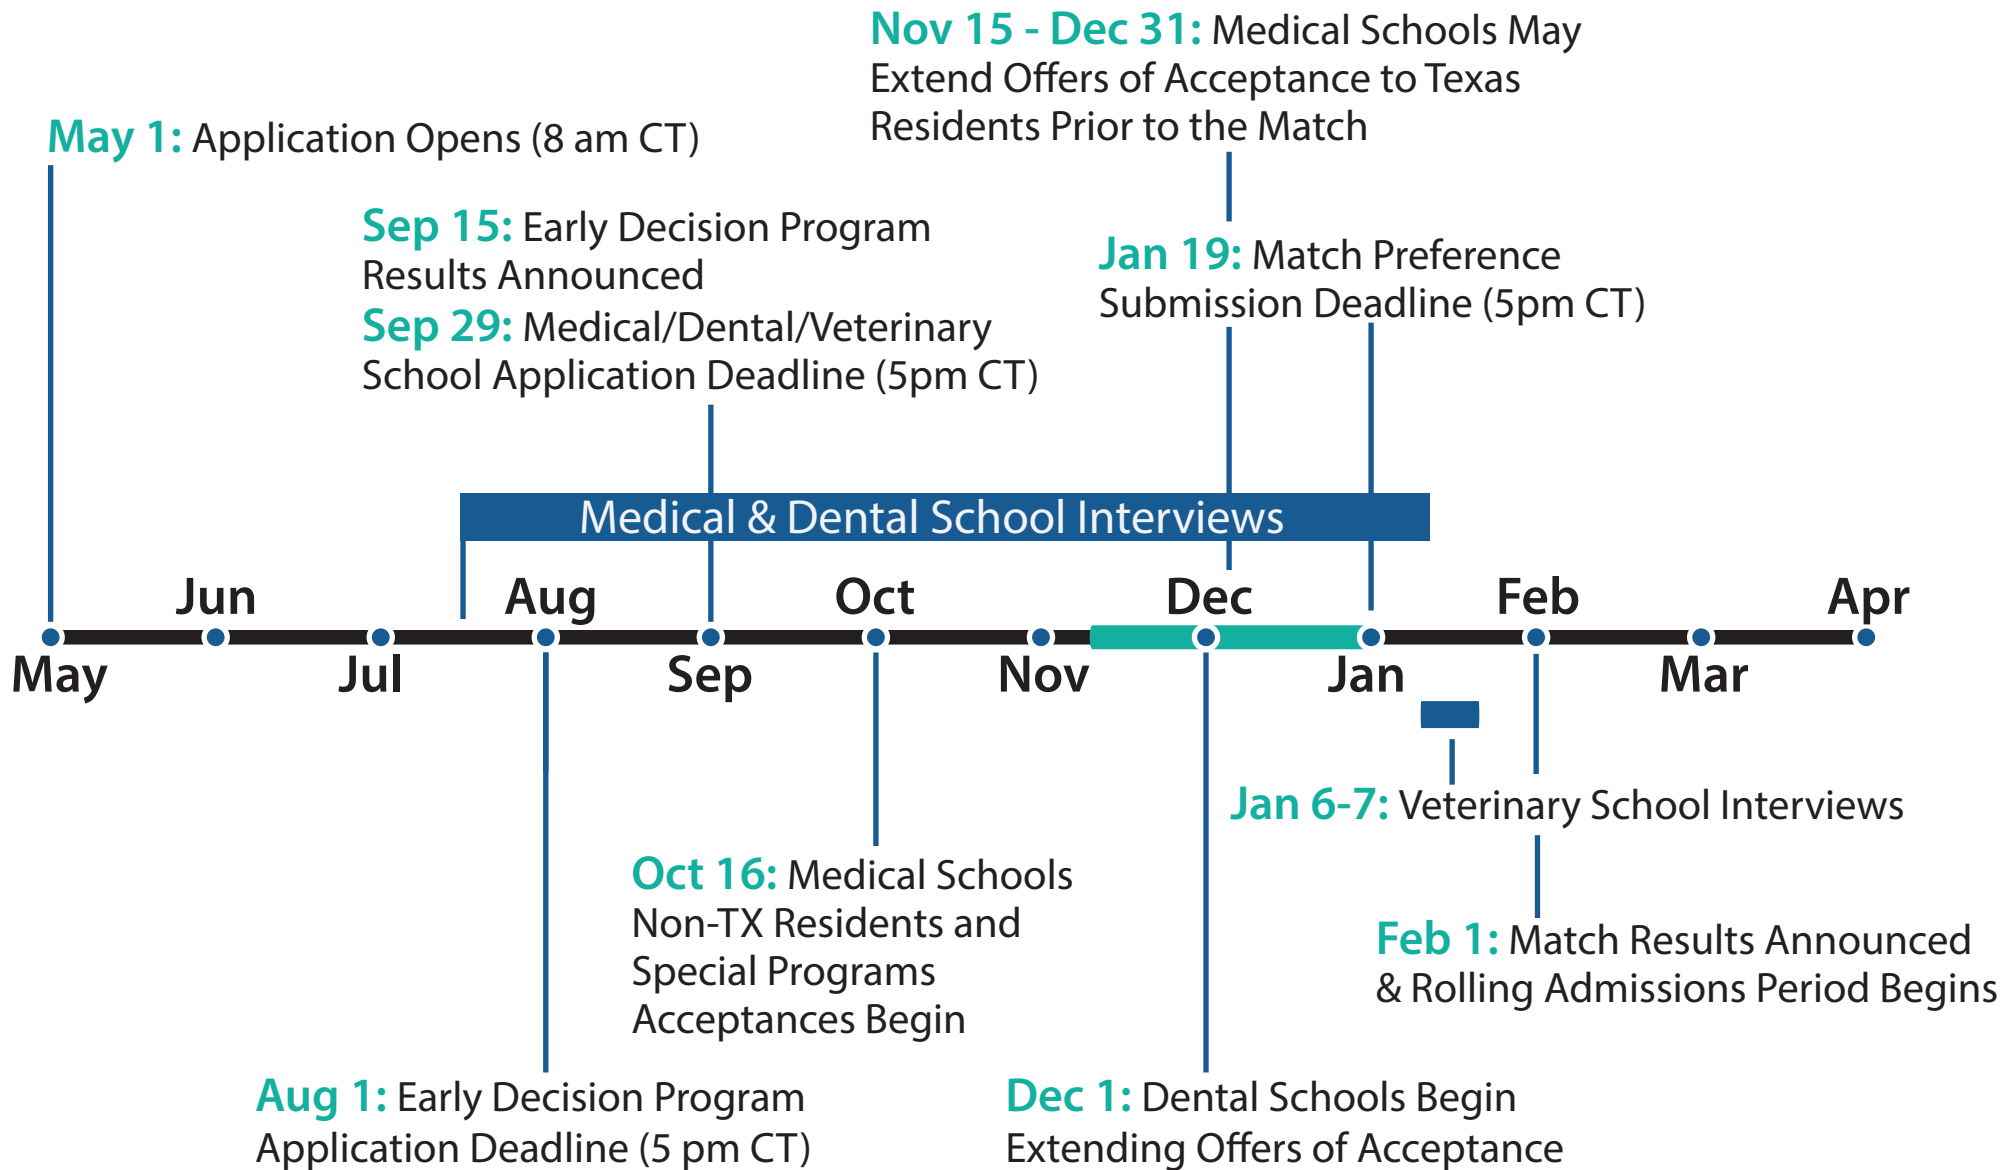 Nov 15 - Dec 31: Medical Schools May
Extend Offers of Acceptance to Texas
Residents Prior to the Match
May 1: Application Opens (8 am CT)
Sep 15: Early Decision Program
Results Announced
Sep 29: Medical/Dental/Veterinary
School Application Deadline (5pm CT)
Jan 19: Match Preference
Submission Deadline (5pm CT)
Medical & Dental School Interviews
Jun
Aug
Oct
Dec
Feb
Apr
May
Jul
Sep
Nov
Jan
Mar
Jan 6-7: Veterinary School Interviews
Oct 16: Medical Schools
Non-TX Residents and
Special Programs
Acceptances Begin
Feb 1: Match Results Announced
& Rolling Admissions Period Begins
Aug 1: Early Decision Program
Application Deadline (5 pm CT)
Dec 1: Dental Schools Begin
Extending Offers of Acceptance